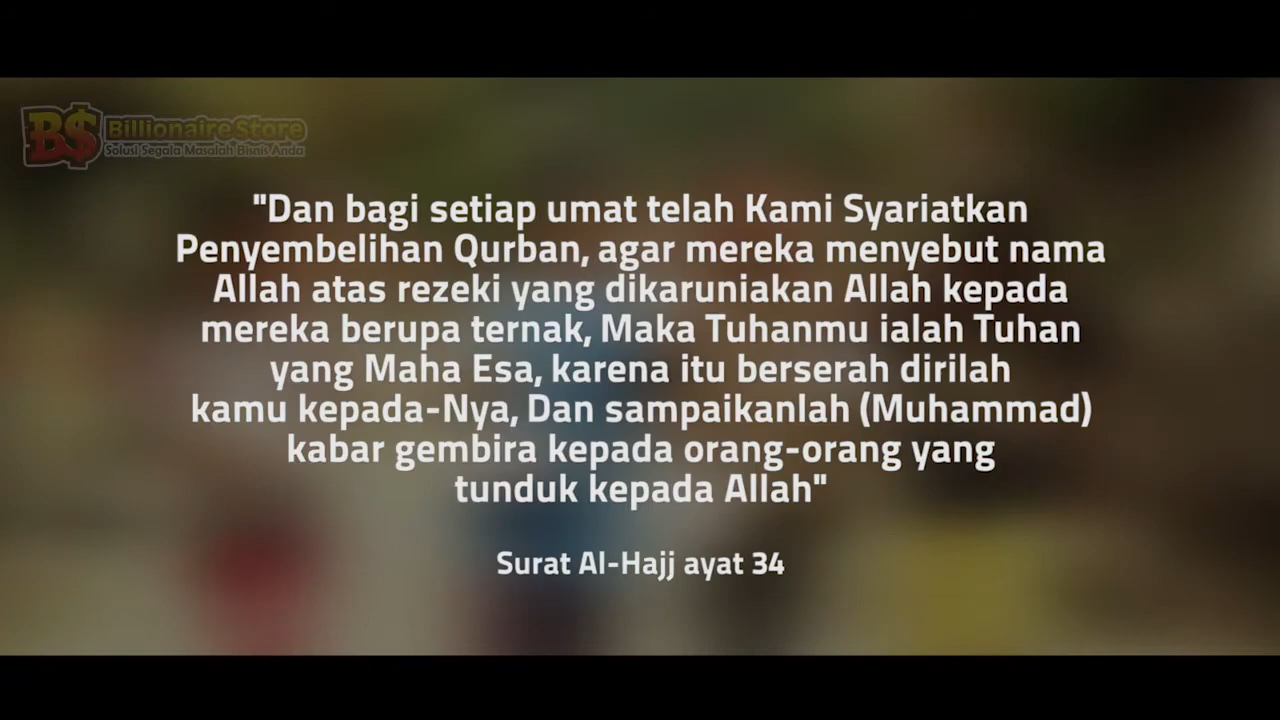 BS Billionaire Store
Solusi Segala Masalah Bisnis Anda
"Dan bagi setiap umat telah Kami Syariatkan
Penyembelihan Qurban, agar mereka menyebut nama
Allah atas rezeki yang dikaruniakan Allah kepada
mereka berupa ternak, Maka Tuhanmu ialah Tuhan
yang Maha Esa, karena itu berserah dirilah
kamu kepada-Nya, Dan sampaikanlah (Muhammad)
kabar gembira kepada orang-orang yang
tunduk kepada Allah"
Surat Al-Hajj ayat 34